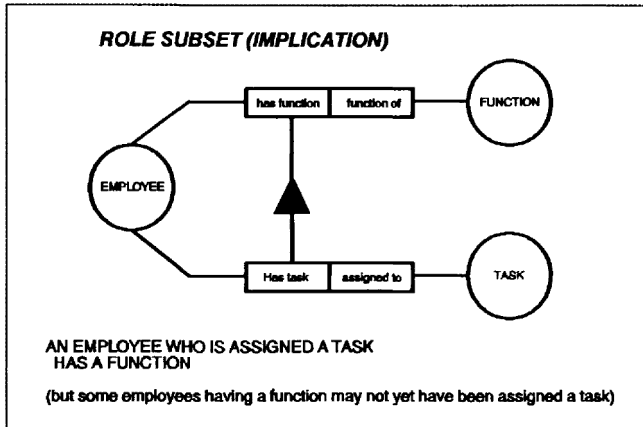 ROLE SUBSET (IMPLICATION)
has function
function of
FUNCTION
EMPLOYEE
Has task
assigned to
TASK
AN EMPLOYEE WHO IS ASSIGNED A TASK
HAS A FUNCTION
(but some employees having a function may not yet have been assigned a task)